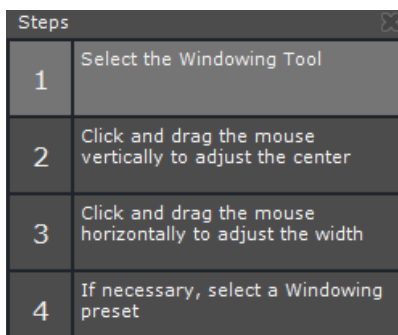 Steps
1
Select the Windowing Tool
2
Click and drag the mouse
vertically to adjust the center
3
Click and drag the mouse
horizontally to adjust the width
4
If necessary, select a Windowing
preset